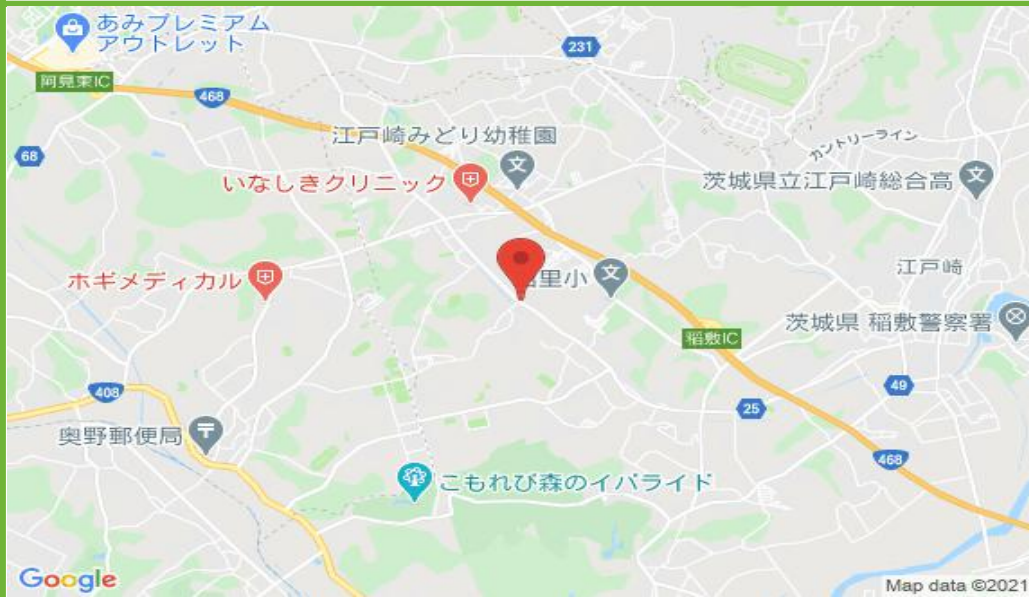 あみプレミアム
アウトレット
231
阿見東IC
468
カントリーライン
江戸崎みどり幼稚園
68
いなしきクリニック
茨城県立江戸崎総合高
ホギメディカル
里小
江戸崎
茨城県 稲敷警察署
稲敷IC
408
49
25
奥野郵便局
468
こもれび森のイバライド
Google
Map data ©2021